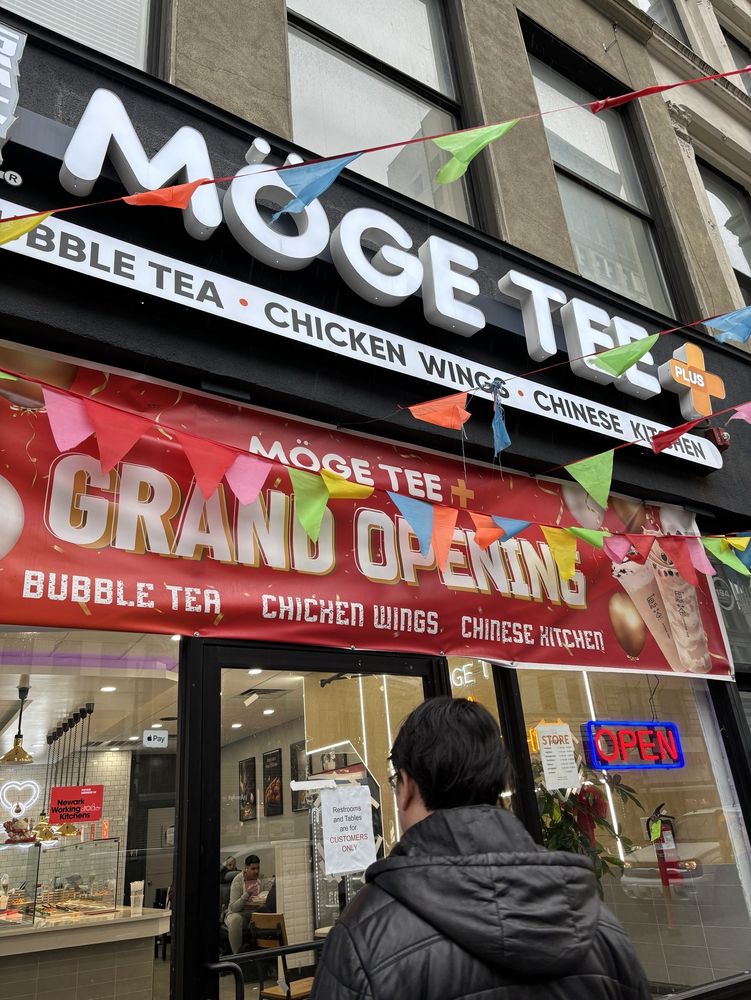 MÖGE TEE
PLUS
®
BUBBLE TEA • CHICKEN WINGS • CHINESE KITCHEN
MÖGE TEE +
GRAND OPENING
BUBBLE TEA CHICKEN WINGS CHINESE KITCHEN
GE T
Pay
STORE
OPEN
Newark
Working
Kitchens
Restrooms
and Tables
are for
CUSTOMERS
ONLY